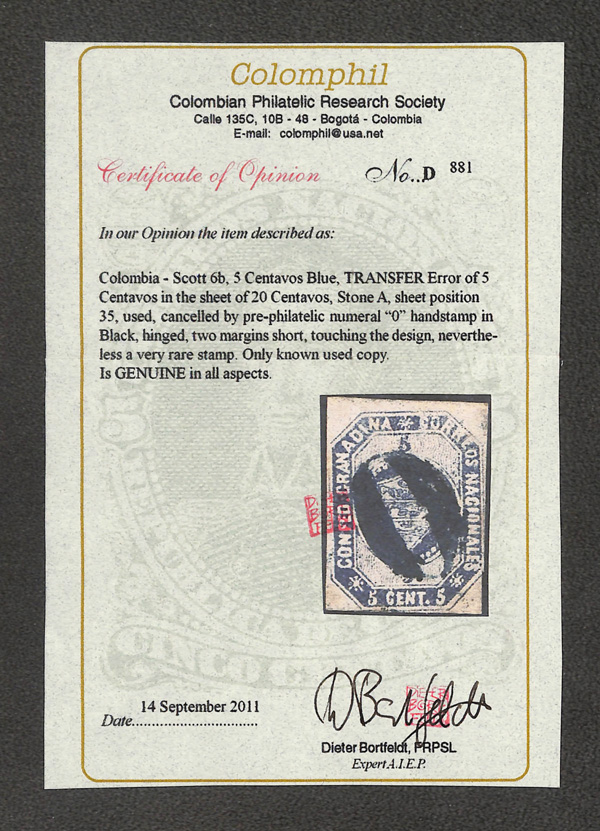 Colomphil
Colombian Philatelic Research Society
Calle 135C, 10B - 48 - Bogotá - Colombia
E-mail: colomphil@usa.net
Certificate of Opinion No..D 881
In our Opinion the item described as:
Colombia - Scott 6b, 5 Centavos Blue, TRANSFER Error of 5
Centavos in the sheet of 20 Centavos, Stone A, sheet position
35, used, cancelled by pre-philatelic numeral “0” handstamp in
Black, hinged, two margins short, touching the design, neverthe-
less a very rare stamp. Only known used copy.
Is GENUINE in all aspects.
CORREOS NACIONALES
5
5 CENT. 5
14 September 2011
Date
Dieter Bortfeldt, FRPSL
Expert A.I.E.P.